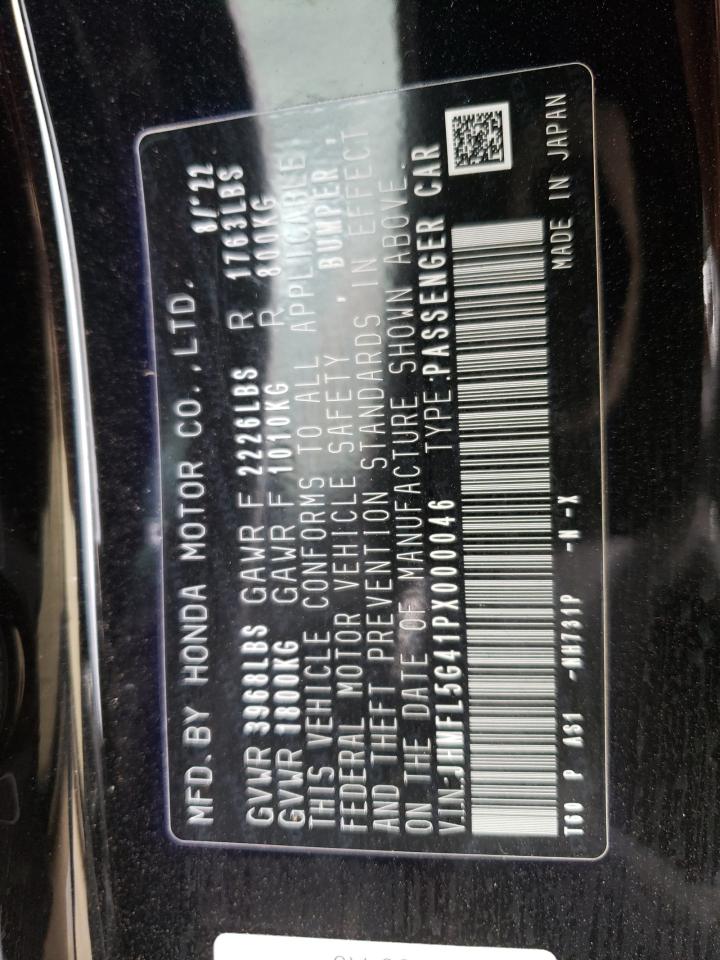 MFD. BY HONDA MOTOR CO., LTD. 8/'22
GVWR 3968LBS GAWR F 2226LBS R 1763LBS
GVWR 1800KG GAWR F 1010KG R 800KG
THIS VEHICLE CONFORMS TO ALL APPLICABLE
FEDERAL MOTOR VEHICLE SAFETY , BUMPER ,
AND THEFT PREVENTION STANDARDS IN EFFECT
ON THE DATE OF MANUFACTURE SHOWN ABOVE.
V.I.N.:JHMFL5G41PX000046 TYPE:PASSENGER CAR
T60 P AS1 -NH731P -N -X MADE IN JAPAN